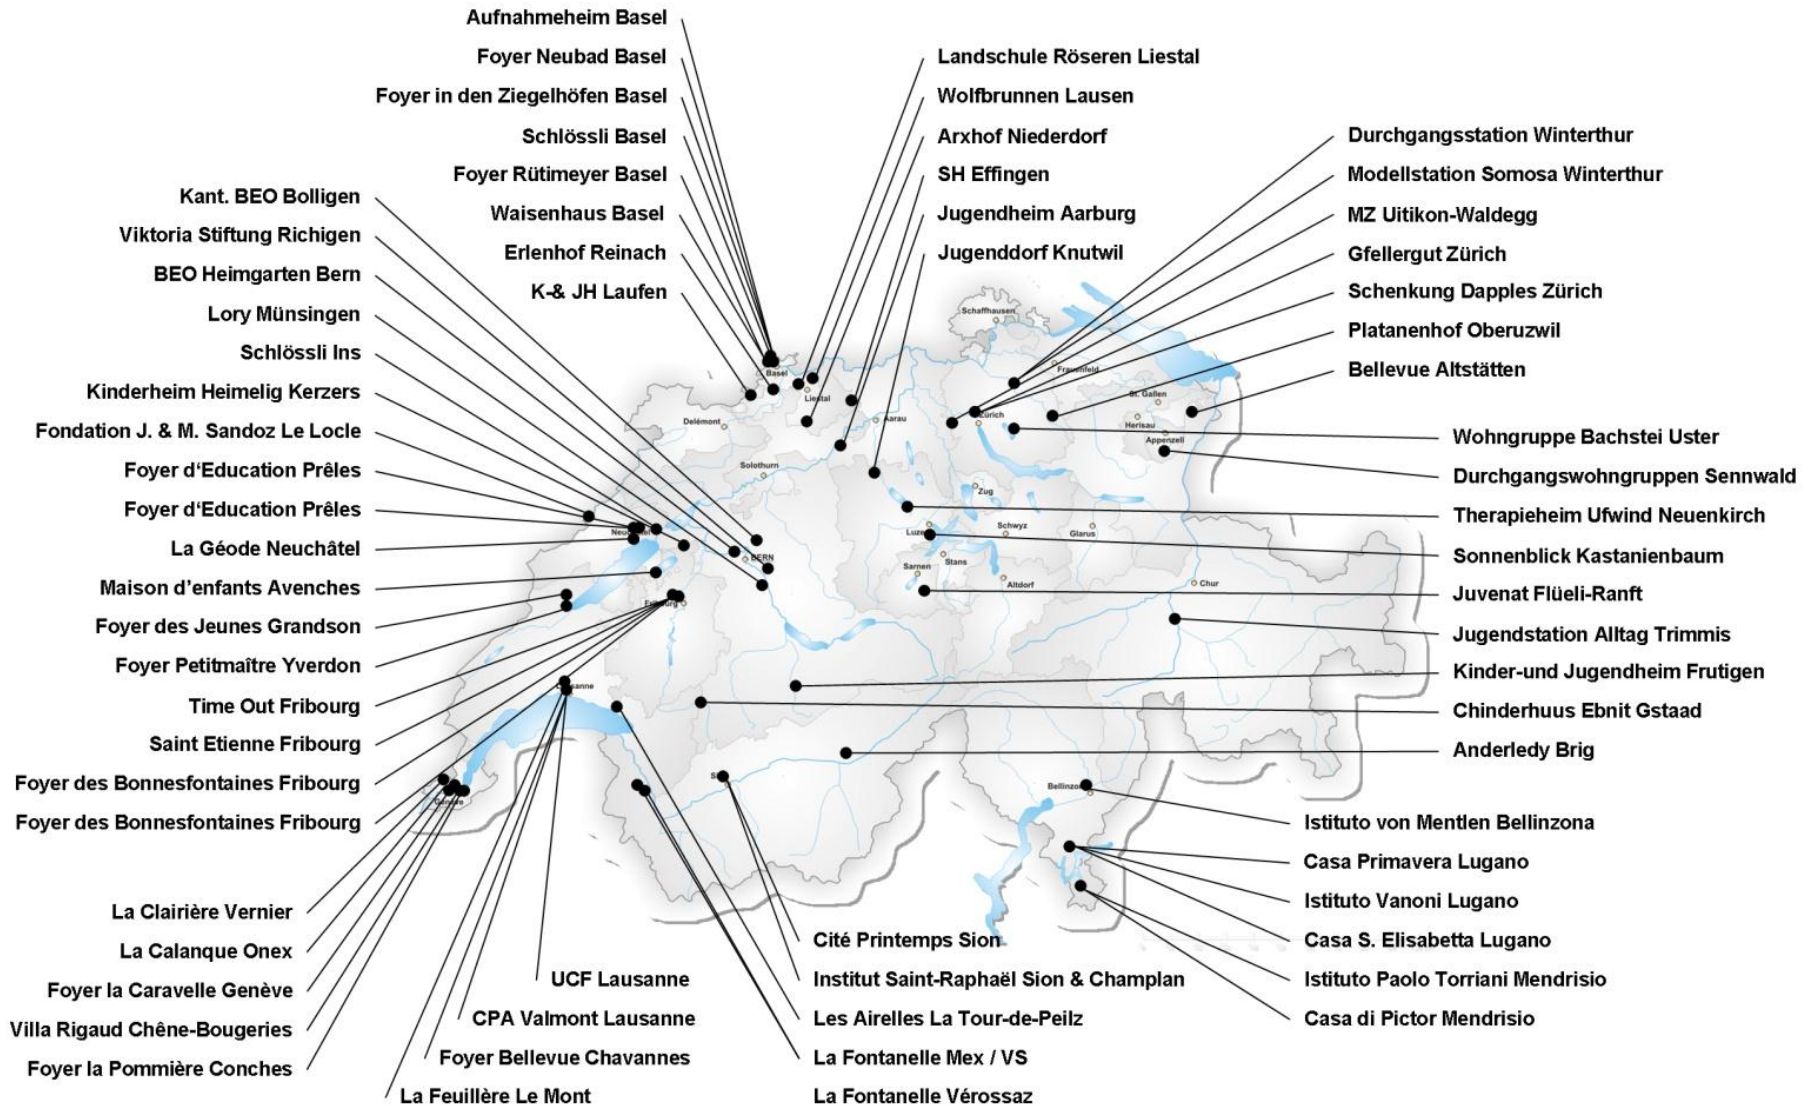 Aufnahmeheim Basel
Foyer Neubad Basel
Foyer in den Ziegelhöfen Basel
Schlössli Basel
Foyer Rütimeyer Basel
Waisenhaus Basel
Erlenhof Reinach
K-& JH Laufen
Landschule Röseren Liestal
Wolfbrunnen Lausen
Arxhof Niederdorf
SH Effingen
Jugendheim Aarburg
Jugenddorf Knutwil
Durchgangsstation Winterthur
Modellstation Somosa Winterthur
MZ Uitikon-Waldegg
Gfellergut Zürich
Schenkung Dapples Zürich
Platanenhof Oberuzwil
Bellevue Altstätten
Kant. BEO Bolligen
Viktoria Stiftung Richigen
BEO Heimgarten Bern
Lory Münsingen
Schlössli Ins
Kinderheim Heimelig Kerzers
Fondation J. & M. Sandoz Le Locle
Foyer d‘Education Prêles
Foyer d‘Education Prêles
La Géode Neuchâtel
Maison d’enfants Avenches
Foyer des Jeunes Grandson
Foyer Petitmaître Yverdon
Time Out Fribourg
Saint Etienne Fribourg
Foyer des Bonnesfontaines Fribourg
Foyer des Bonnesfontaines Fribourg
Schaffhausen
Basel
Liestal
Frauenfeld
St. Gallen
Herisau
Appenzell
Delémont
Aarau
Zürich
Solothurn
Zug
Schwyz
Glarus
Stans
Sarnen
Altdorf
Chur
BERN
Fribourg
Genève
Wohngruppe Bachstei Uster
Durchgangswohngruppen Sennwald
Therapieheim Ufwind Neuenkirch
Sonnenblick Kastanienbaum
Juvenat Flüeli-Ranft
Jugendstation Alltag Trimmis
Kinder-und Jugendheim Frutigen
Chinderhuus Ebnit Gstaad
Anderledy Brig
Istituto von Mentlen Bellinzona
Casa Primavera Lugano
Istituto Vanoni Lugano
Casa S. Elisabetta Lugano
Istituto Paolo Torriani Mendrisio
Casa di Pictor Mendrisio
La Clairière Vernier
La Calanque Onex
Foyer la Caravelle Genève
Villa Rigaud Chêne-Bougeries
Foyer la Pommière Conches
UCF Lausanne
CPA Valmont Lausanne
Foyer Bellevue Chavannes
La Feuillère Le Mont
Cité Printemps Sion
Institut Saint-Raphaël Sion & Champlan
Les Airelles La Tour-de-Peilz
La Fontanelle Mex / VS
La Fontanelle Vérossaz